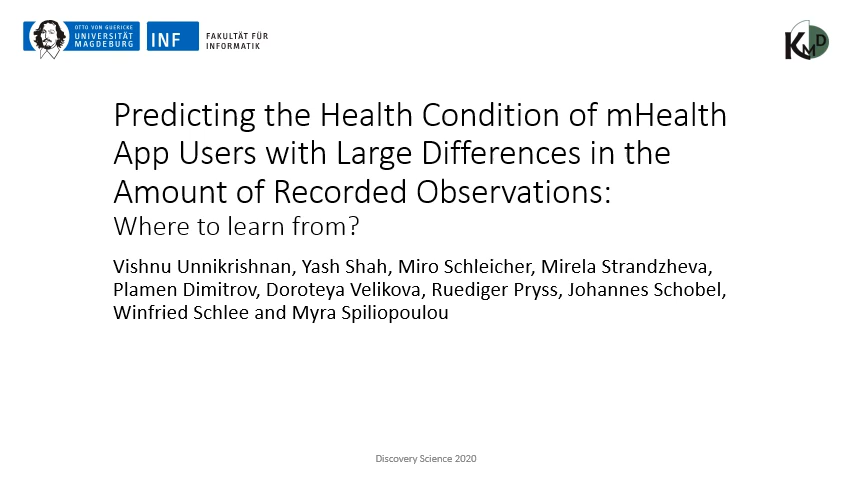 OTTO VON GUERICKE
UNIVERSITÄT
MAGDEBURG
INF
FAKULTÄT FÜR
INFORMATIK
KMD
Predicting the Health Condition of mHealth
App Users with Large Differences in the
Amount of Recorded Observations:
Where to learn from?
Vishnu Unnikrishnan, Yash Shah, Miro Schleicher, Mirela Strandzheva,
Plamen Dimitrov, Doroteya Velikova, Ruediger Pryss, Johannes Schobel,
Winfried Schlee and Myra Spiliopoulou
Discovery Science 2020